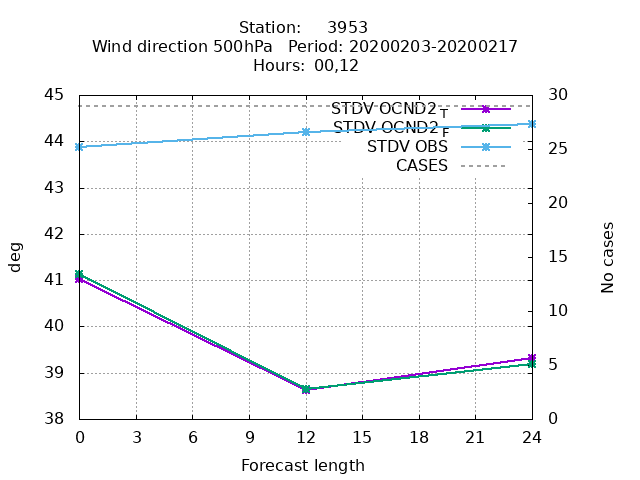 Station: 3953
Wind direction 500hPa Period: 20200203-20200217
Hours: 00,12
45
44
43
42
41
40
39
38
30
25
20
15
10
5
0
STDV OCND2_T
STDV OCND2_F
STDV OBS
CASES
deg
No cases
0 3 6 9 12 15 18 21 24
Forecast length